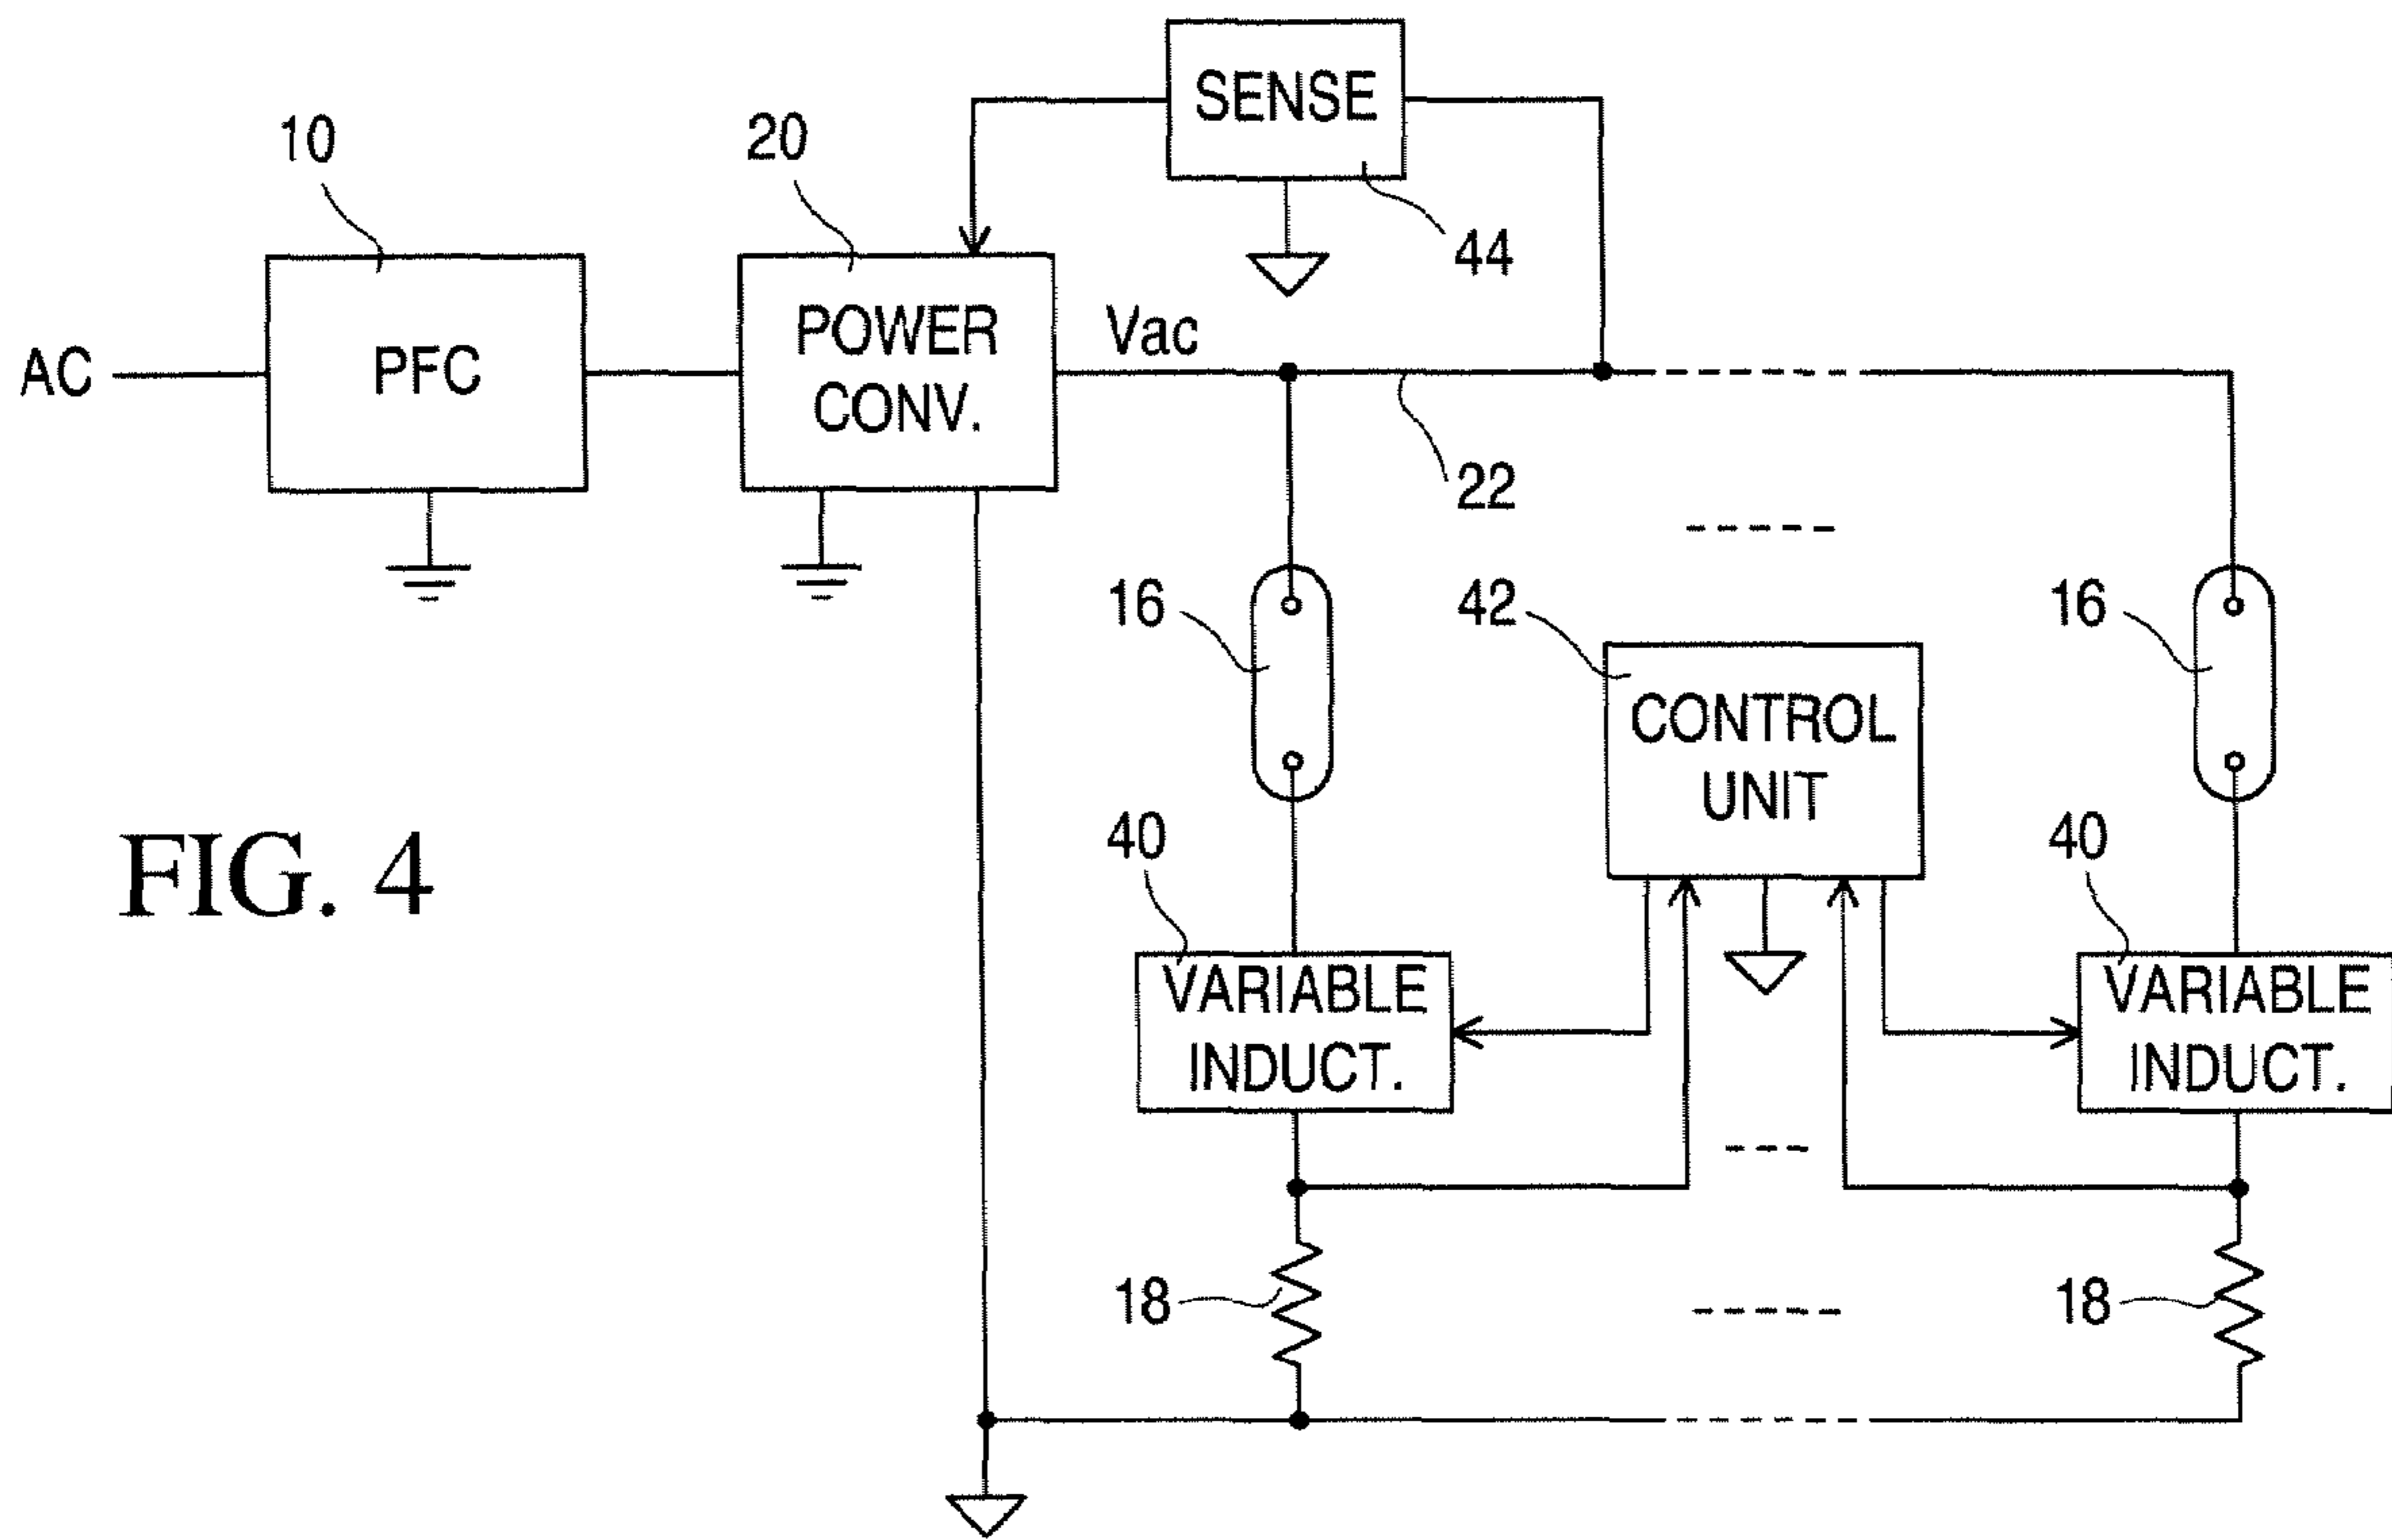 SENSE
10
20
44
AC
PFC
POWER
CONV.
Vac
22
16
42
16
CONTROL
UNIT
FIG. 4
40
40
VARIABLE
INDUCT.
VARIABLE
INDUCT.
18
18